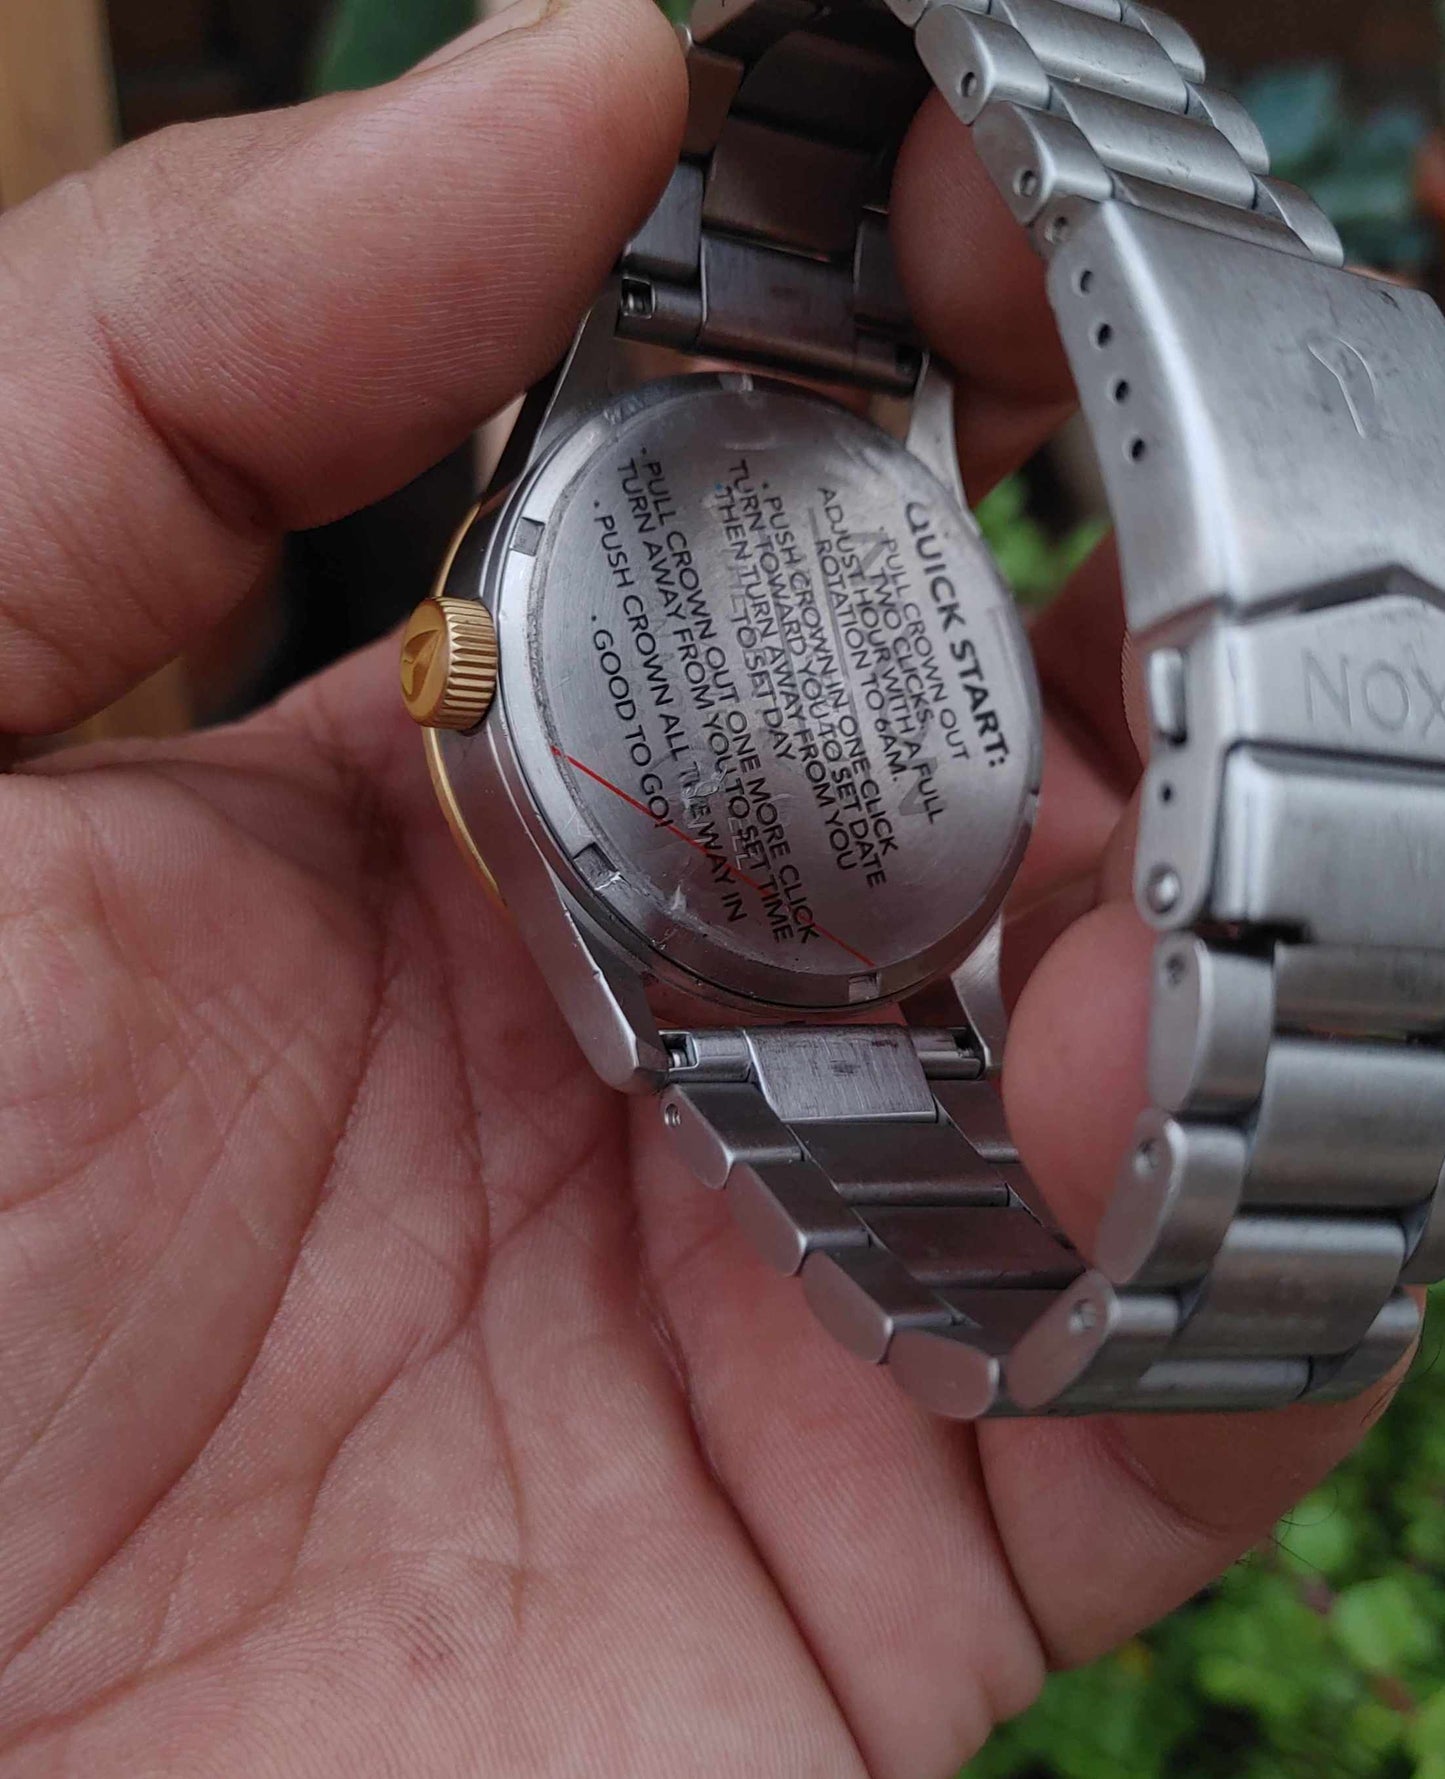 QUICK START:
. PULL CROWN OUT
TWO CLICKS.
ADJUST HOUR WITH A FULL
ROTATION TO 6AM.
. PUSH CROWN IN ONE CLICK
TURN TOWARD YOU TO SET DATE
. THEN TURN AWAY FROM YOU
TO SET DAY
. PULL CROWN OUT ONE MORE CLICK
TURN AWAY FROM YOU TO SET TIME
. PUSH CROWN ALL THE WAY IN
. GOOD TO GO!
NIXON